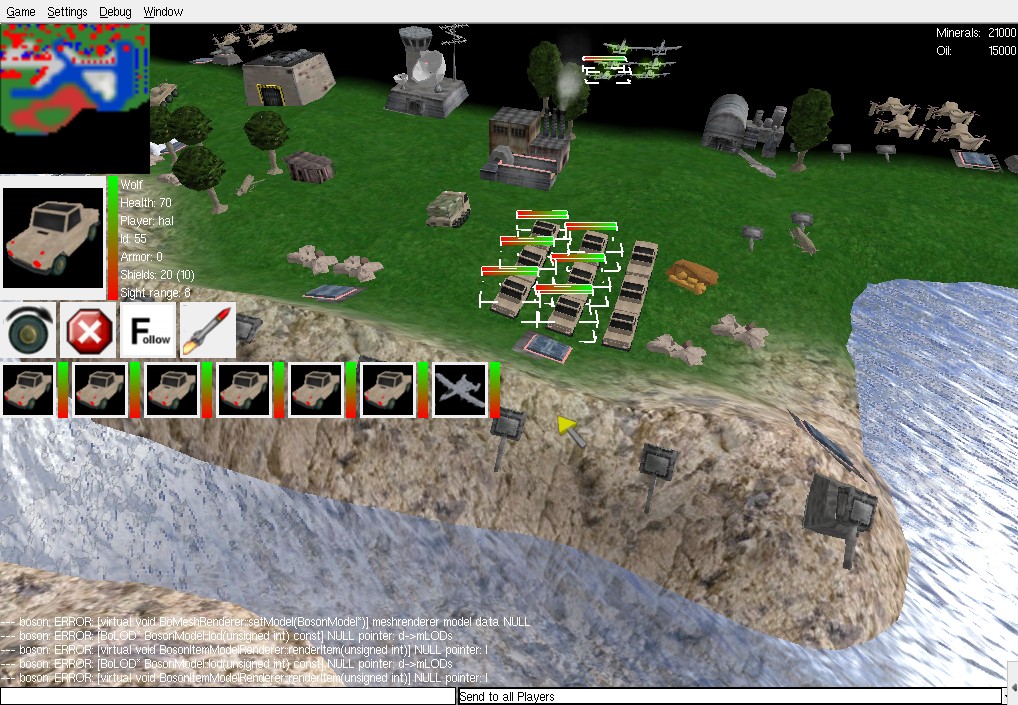 Game Settings Debug Window
Minerals: 21000
Oil: 15000
Wolf
Health: 70
Player: hal
Id: 55
Armor: 0
Shields: 20 (10)
Sight range: 8
Follow
--- boson: ERROR: [virtual void BoMeshRenderer::setModel(BosonModel*)] meshrenderer model data NULL
--- boson: ERROR: [BoLOD* BosonModel::lod(unsigned int) const] NULL pointer: d->mLODs
--- boson: ERROR: [virtual void BosonItemModelRenderer::renderItem(unsigned int)] NULL pointer: l
--- boson: ERROR: [BoLOD* BosonModel::lod(unsigned int) const] NULL pointer: d->mLODs
--- boson: ERROR: [virtual void BosonItemModelRenderer::renderItem(unsigned int)] NULL pointer: l
Send to all Players